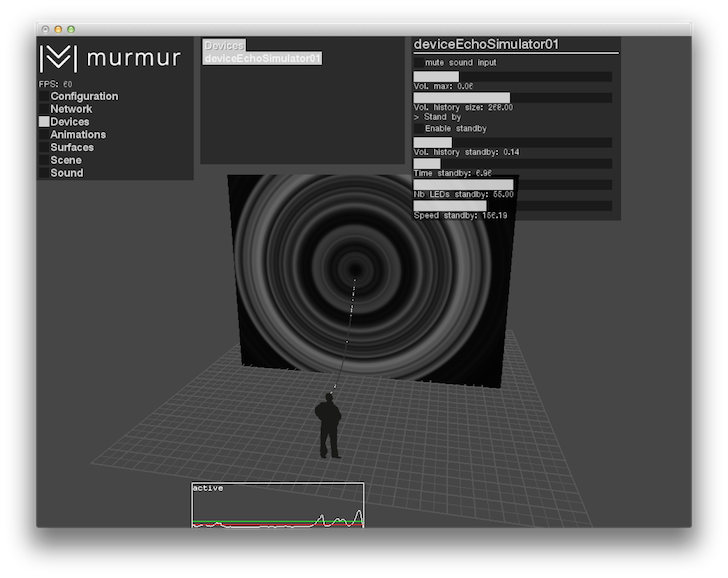 murmur
FPS: 60
Configuration
Network
Devices
Animations
Surfaces
Scene
Sound
Devices
deviceEchoSimulator01
deviceEchoSimulator01
mute sound input
Vol. max: 0.06
Vol. history size: 268.00
> Stand by
Enable standby
Vol. history standby: 0.14
Time standby: 6.96
Nb LEDs standby: 55.00
Speed standby: 156.19
active